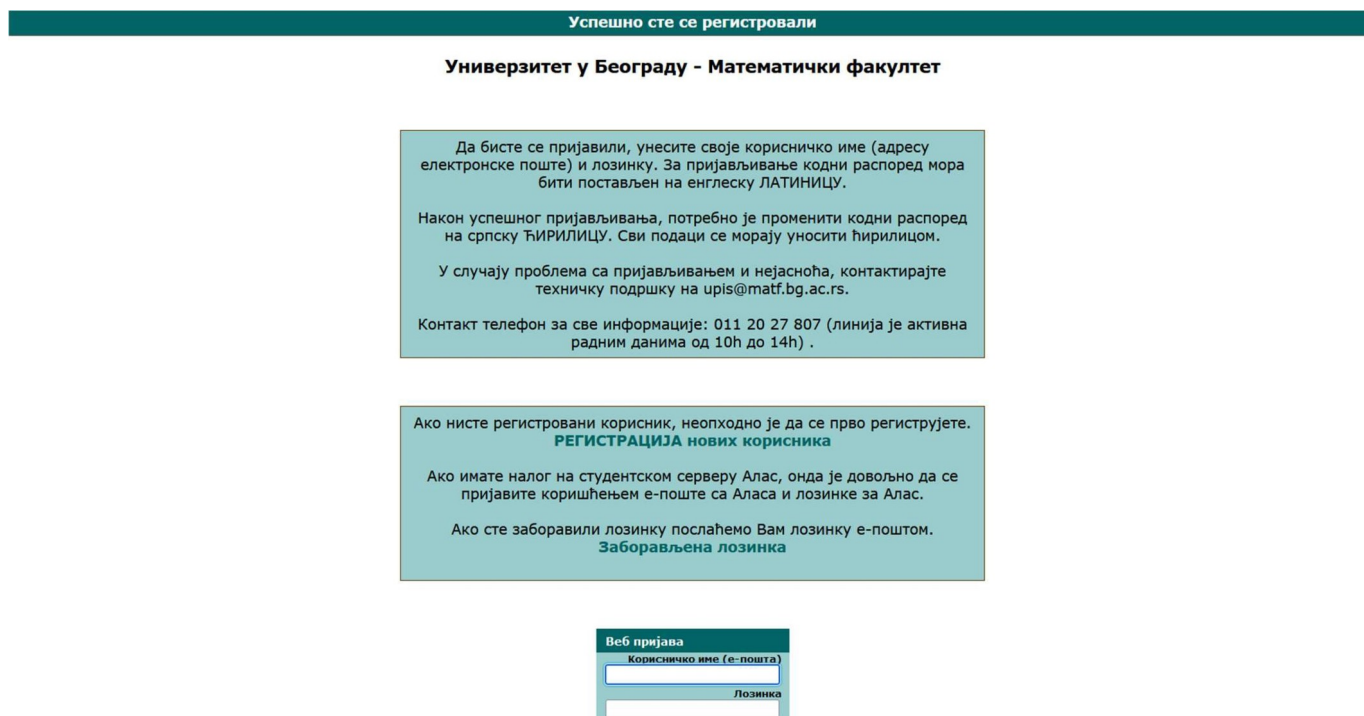 Успешно сте се регистровали
Универзитет у Београду - Математички факултет
Да бисте се пријавили, унесите своје корисничко име (адресу
електронске поште) и лозинку. За пријављивање кодни распоред мора
бити постављен на енглеску ЛАТИНИЦУ.
Након успешног пријављивања, потребно је променити кодни распоред
на српску ЋИРИЛИЦУ. Сви подаци се морају уносити ћирилицом.
У случају проблема са пријављивањем и нејасноћа, контактирајте
техничку подршку на upis@matf.bg.ac.rs.
Контакт телефон за све информације: 011 20 27 807 (линија је активна
радним данима од 10h до 14h) .
Ако нисте регистровани корисник, неопходно је да се прво региструјете.
РЕГИСТРАЦИЈА нових корисника
Ако имате налог на студентском серверу Алас, онда је довољно да се
пријавите коришћењем е-поште са Аласа и лозинке за Алас.
Ако сте заборавили лозинку послаћемо Вам лозинку е-поштом.
Заборављена лозинка
Веб пријава
Корисничко име (е-пошта)
Лозинка